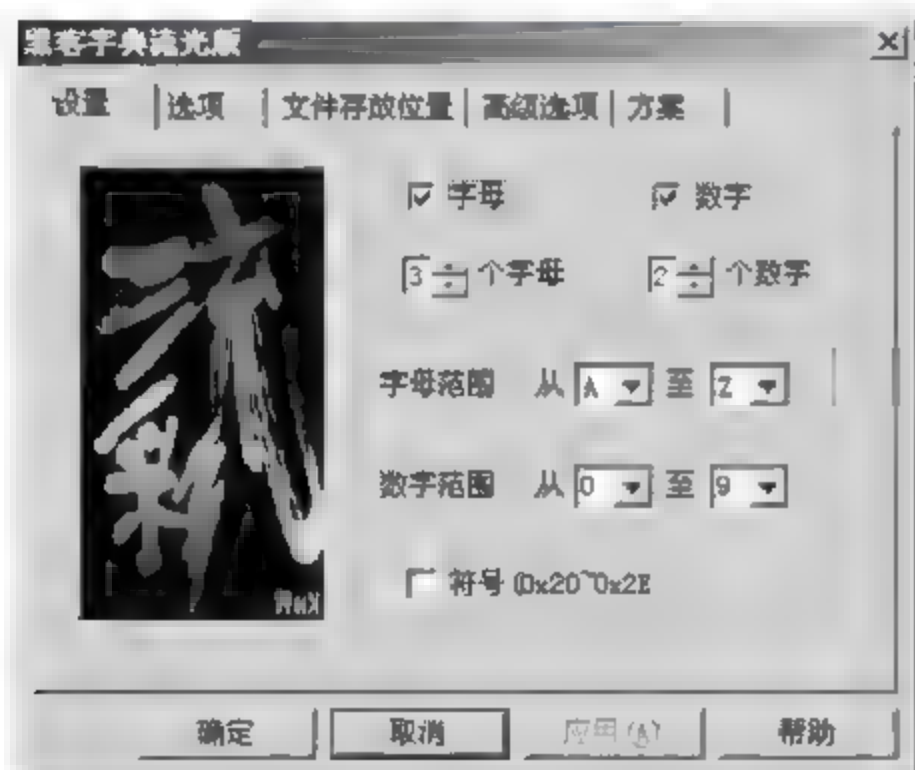 黑客字典流光版
设置 选项 文件存放位置 高级选项 方案
字母 数字
3 个字母 2 个数字
字母范围 从 A 至 Z
数字范围 从 0 至 9
符号 (0x20~0x2E
确定 取消 应用(A) 帮助